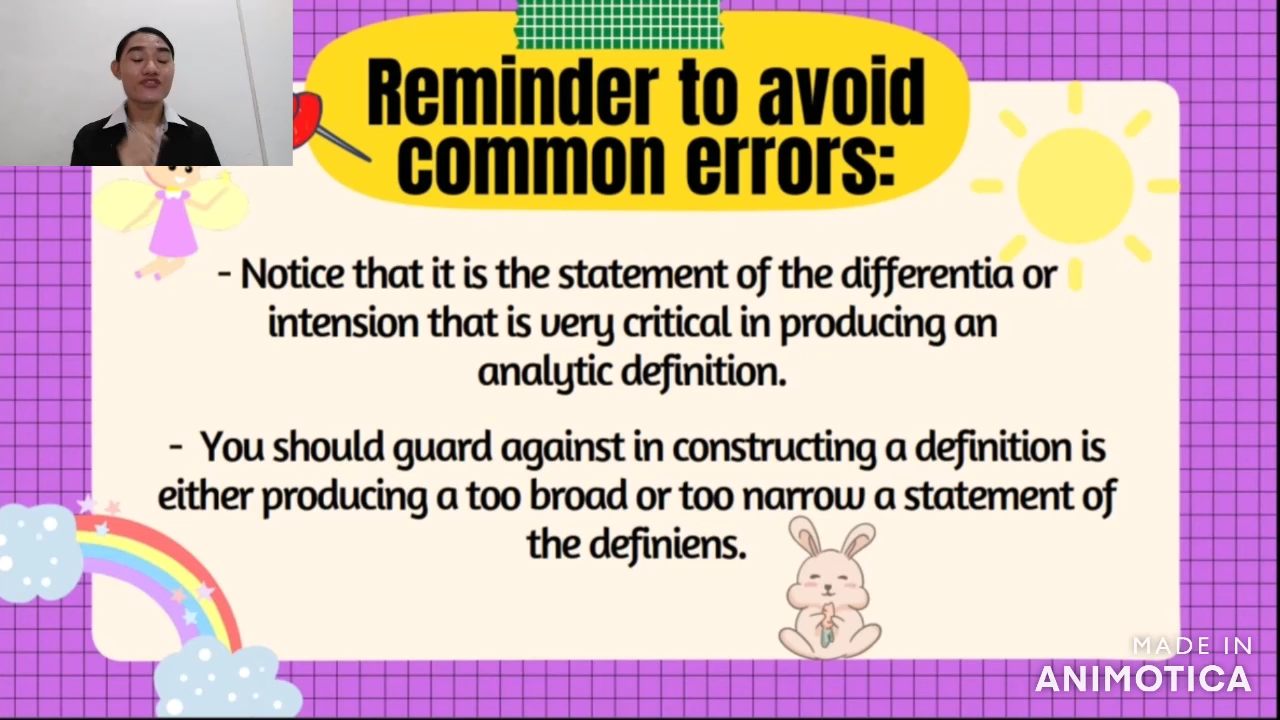 Reminder to avoid
common errors:
- Notice that it is the statement of the differentia or
intension that is very critical in producing an
analytic definition.
- You should guard against in constructing a definition is
either producing a too broad or too narrow a statement of
the definiens.
MADE IN
ANIMOTICA